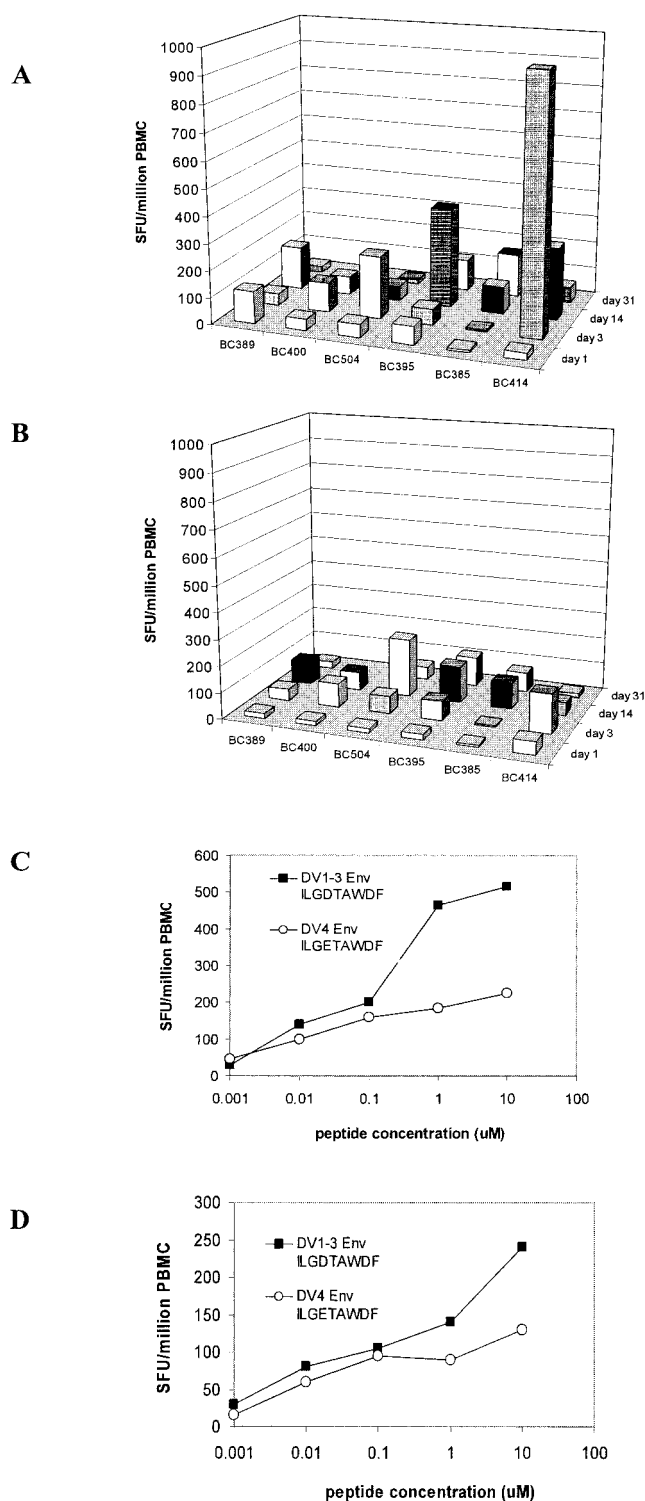 A
SFU/million PBMC
1000
900
800
700
600
500
400
300
200
100
0
BC389
BC400
BC504
BC395
BC385
BC414
day 31
day 14
day 3
day 1
B
SFU/million PBMC
1000
900
800
700
600
500
400
300
200
100
0
BC389
BC400
BC504
BC395
BC385
BC414
day 31
day 14
day 3
day 1
C
SFU/million PBMC
600
500
400
300
200
100
0
DV1-3 Env
ILGDTAWDF
DV4 Env
ILGETAWDF
0.001 0.01 0.1 1 10 100
peptide concentration (uM)
D
SFU/million PBMC
300
250
200
150
100
50
0
DV1-3 Env
ILGDTAWDF
DV4 Env
ILGETAWDF
0.001 0.01 0.1 1 10 100
peptide concentration (uM)